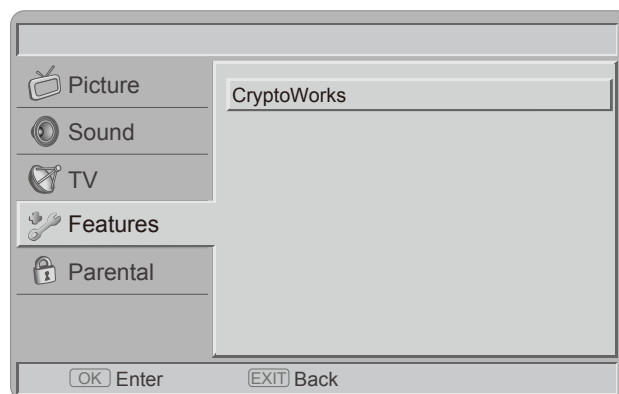 Picture
CryptoWorks
Sound
TV
Features
Parental
OK Enter EXIT Back